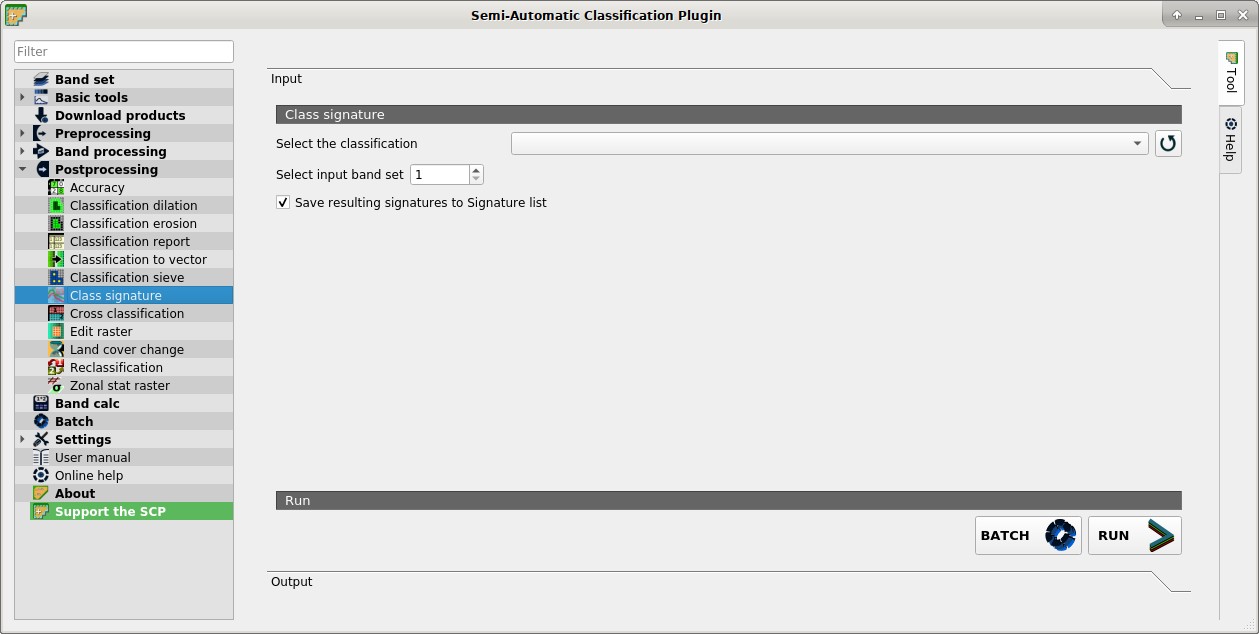 Semi-Automatic Classification Plugin
Filter
Band set
Basic tools
Download products
Preprocessing
Band processing
Postprocessing
Accuracy
Classification dilation
Classification erosion
Classification report
Classification to vector
Classification sieve
Class signature
Cross classification
Edit raster
Land cover change
Reclassification
Zonal stat raster
Band calc
Batch
Settings
User manual
Online help
About
Support the SCP
Input
Class signature
Select the classification
Select input band set 1
Save resulting signatures to Signature list
Run
BATCH RUN
Output
Tool
Help